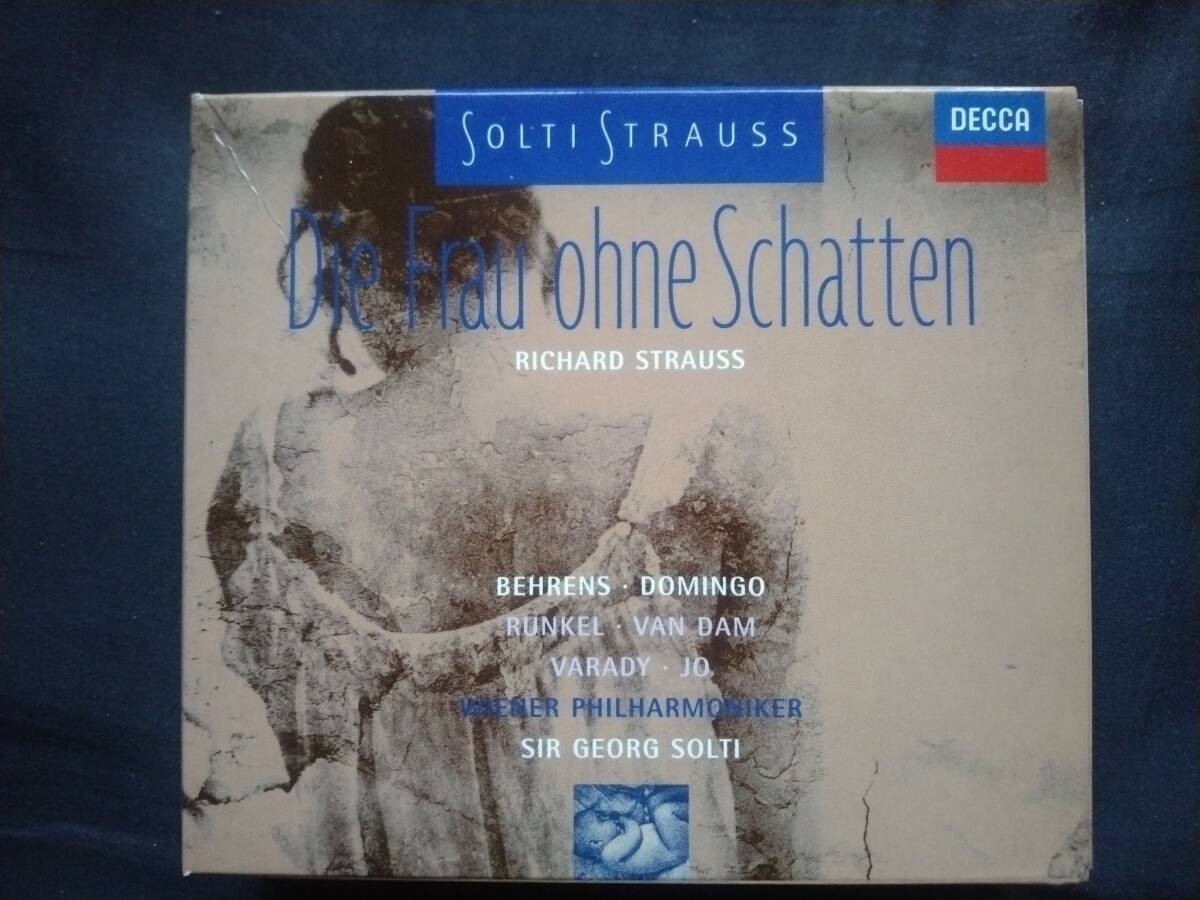 SOLTI STRAUSS
DECCA
Die Frau ohne Schatten
RICHARD STRAUSS
BEHRENS · DOMINGO
RUNKEL · VAN DAM
VARADY · JO
WIENER PHILHARMONIKER
SIR GEORG SOLTI